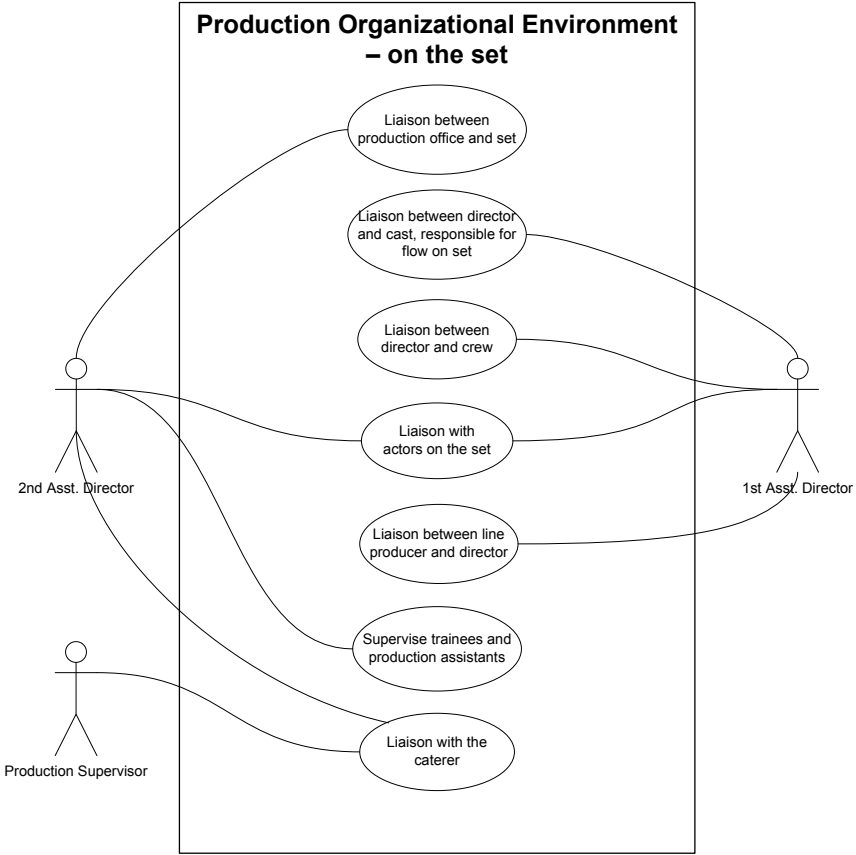 Production Organizational Environment
– on the set
Liaison between
production office and set
Liaison between director
and cast, responsible for
flow on set
Liaison between
director and crew
Liaison with
actors on the set
2nd Asst. Director
1st Asst. Director
Liaison between line
producer and director
Supervise trainees and
production assistants
Liaison with the
caterer
Production Supervisor